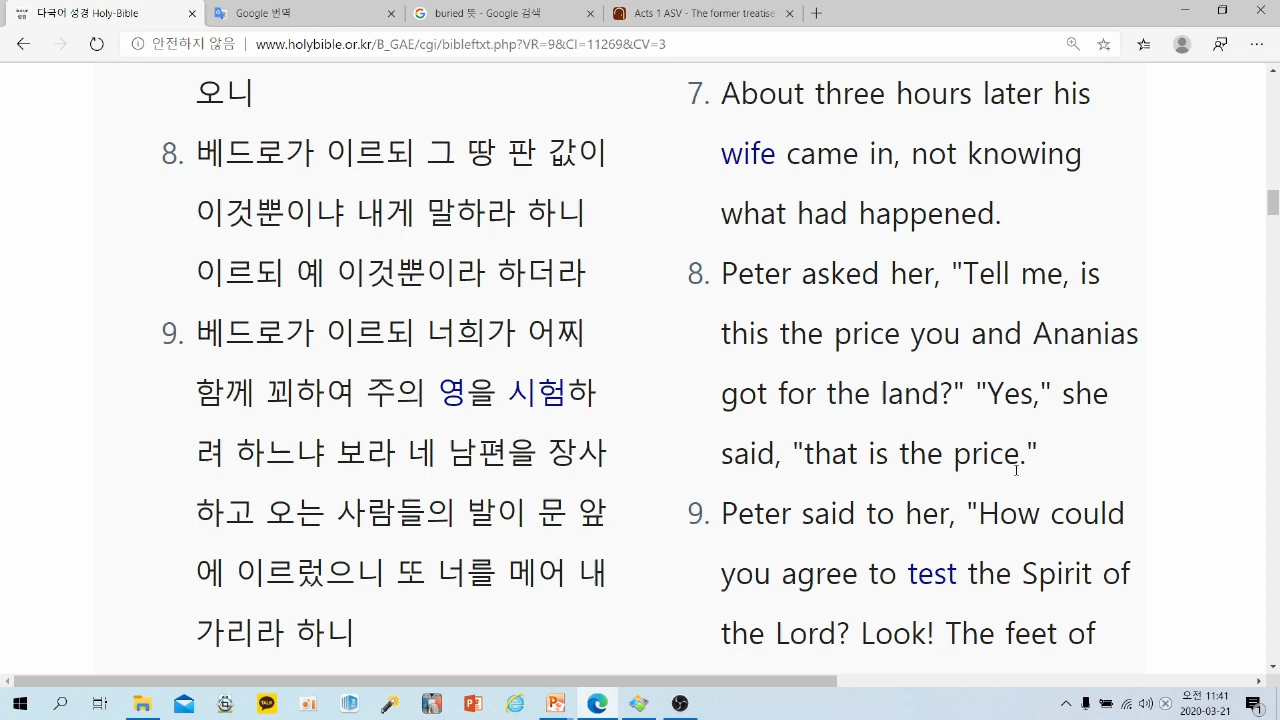 다국어 성경 Holy-Bible
Google 번역
buried 뜻 - Google 검색
Acts 1 ASV - The former treatise
안전하지 않음
www.holybible.or.kr/B_GAE/cgi/bibleftxt.php?VR=9&CI=11269&CV=3
오니
8. 베드로가 이르되 그 땅 판 값이
이것뿐이냐 내게 말하라 하니
이르되 예 이것뿐이라 하더라
9. 베드로가 이르되 너희가 어찌
함께 꾀하여 주의 영을 시험하
려 하느냐 보라 네 남편을 장사
하고 오는 사람들의 발이 문 앞
에 이르렀으니 또 너를 메어 내
가리라 하니
7. About three hours later his
wife came in, not knowing
what had happened.
8. Peter asked her, "Tell me, is
this the price you and Ananias
got for the land?" "Yes," she
said, "that is the price."
9. Peter said to her, "How could
you agree to test the Spirit of
the Lord? Look! The feet of
TALK
오전 11:41
2020-03-21
1